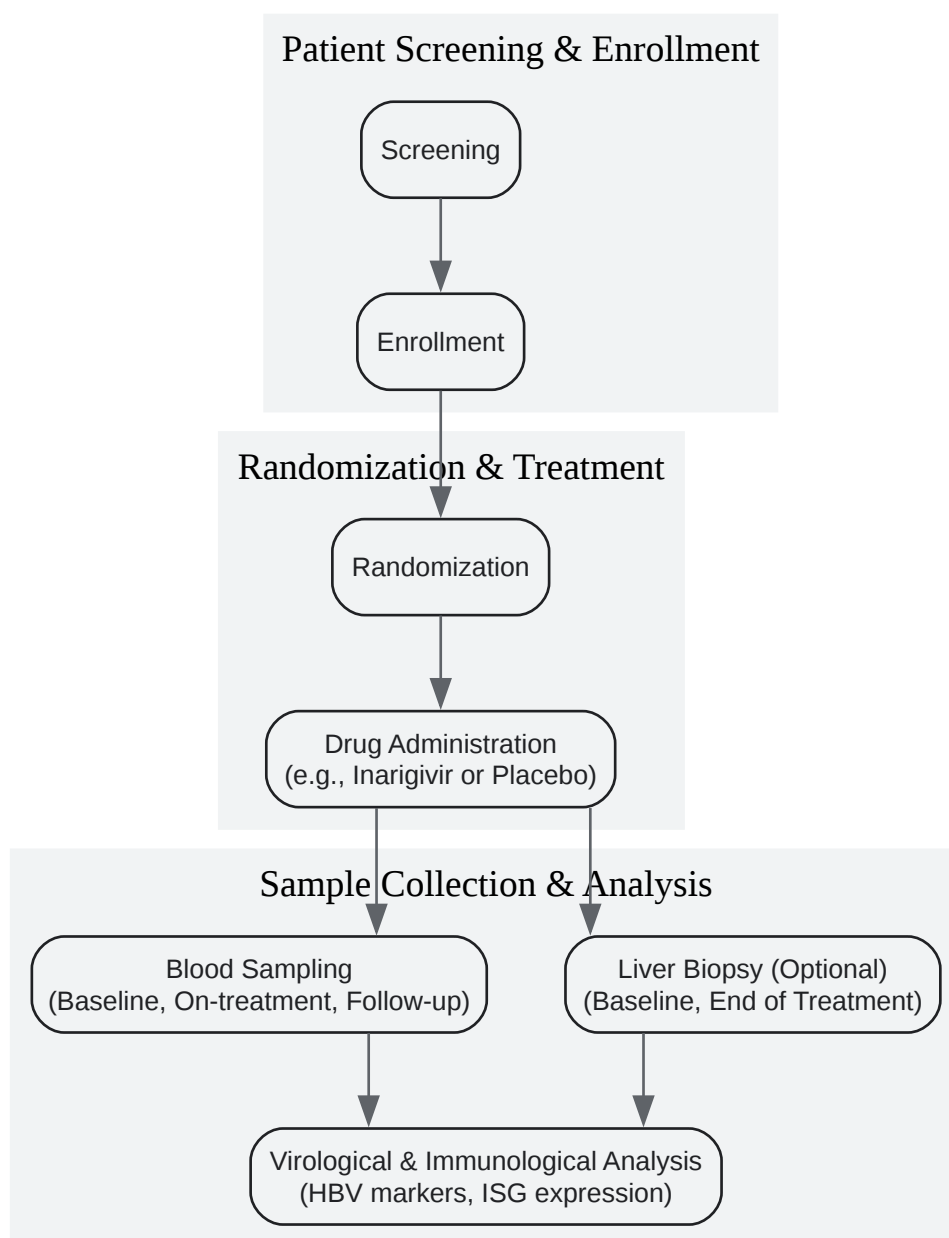 Patient Screening & Enrollment
Screening
Enrollment
Randomization & Treatment
Randomization
Drug Administration
(e.g., Inarigivir or Placebo)
Sample Collection & Analysis
Blood Sampling
(Baseline, On-treatment, Follow-up)
Liver Biopsy (Optional)
(Baseline, End of Treatment)
Virological & Immunological Analysis
(HBV markers, ISG expression)